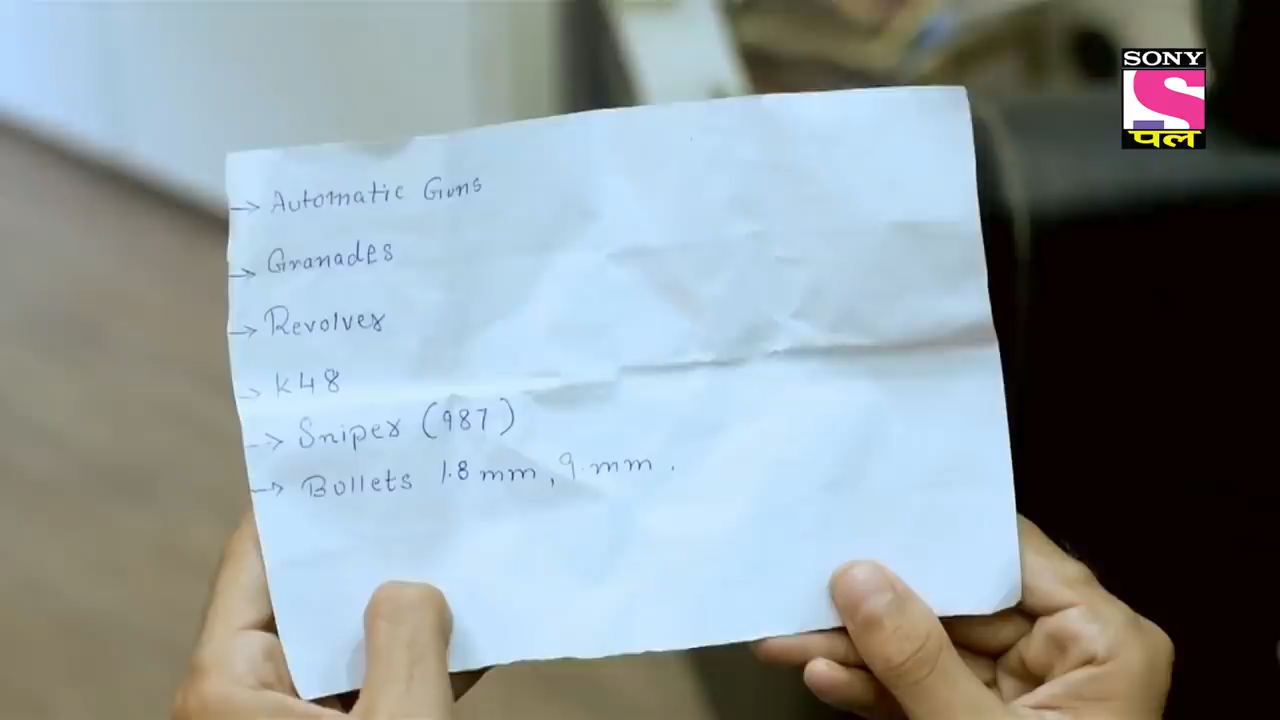 SONY
S
पल
→ Automatic Guns
→ Granades
→ Revolver
→ K48
→ Sniper (987)
→ Bullets 1.8 mm, 9 mm.